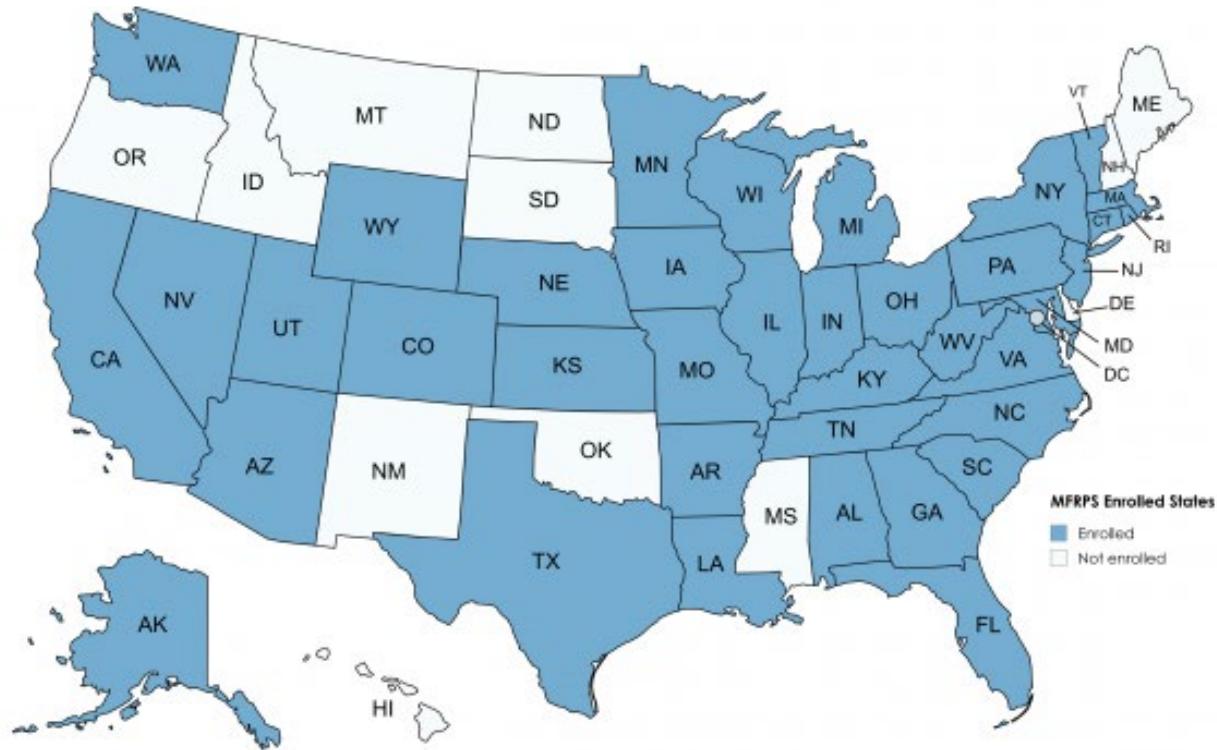 WA
MT
ND
VT
ME
OR
MN
ID
NH
SD
WI
NY
MA
WY
MI
CT
RI
IA
PA
NJ
NE
NV
OH
DE
UT
IL
IN
CO
WV
MD
CA
KS
MO
VA
DC
KY
NC
TN
AZ
OK
NM
AR
SC
MS
AL
GA
MFRPS Enrolled States
Enrolled
Not enrolled
TX
LA
AK
FL
HI